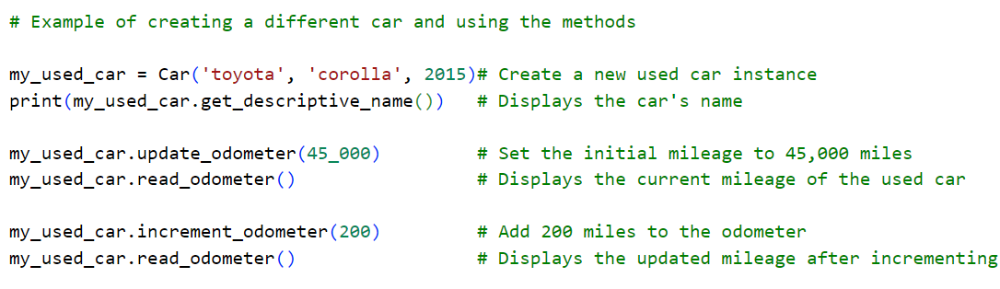 # Example of creating a different car and using the methods
my_used_car = Car('toyota', 'corolla', 2015)# Create a new used car instance
print(my_used_car.get_descriptive_name())   # Displays the car's name
my_used_car.update_odometer(45_000)         # Set the initial mileage to 45,000 miles
my_used_car.read_odometer()                 # Displays the current mileage of the used car
my_used_car.increment_odometer(200)         # Add 200 miles to the odometer
my_used_car.read_odometer()                 # Displays the updated mileage after incrementing